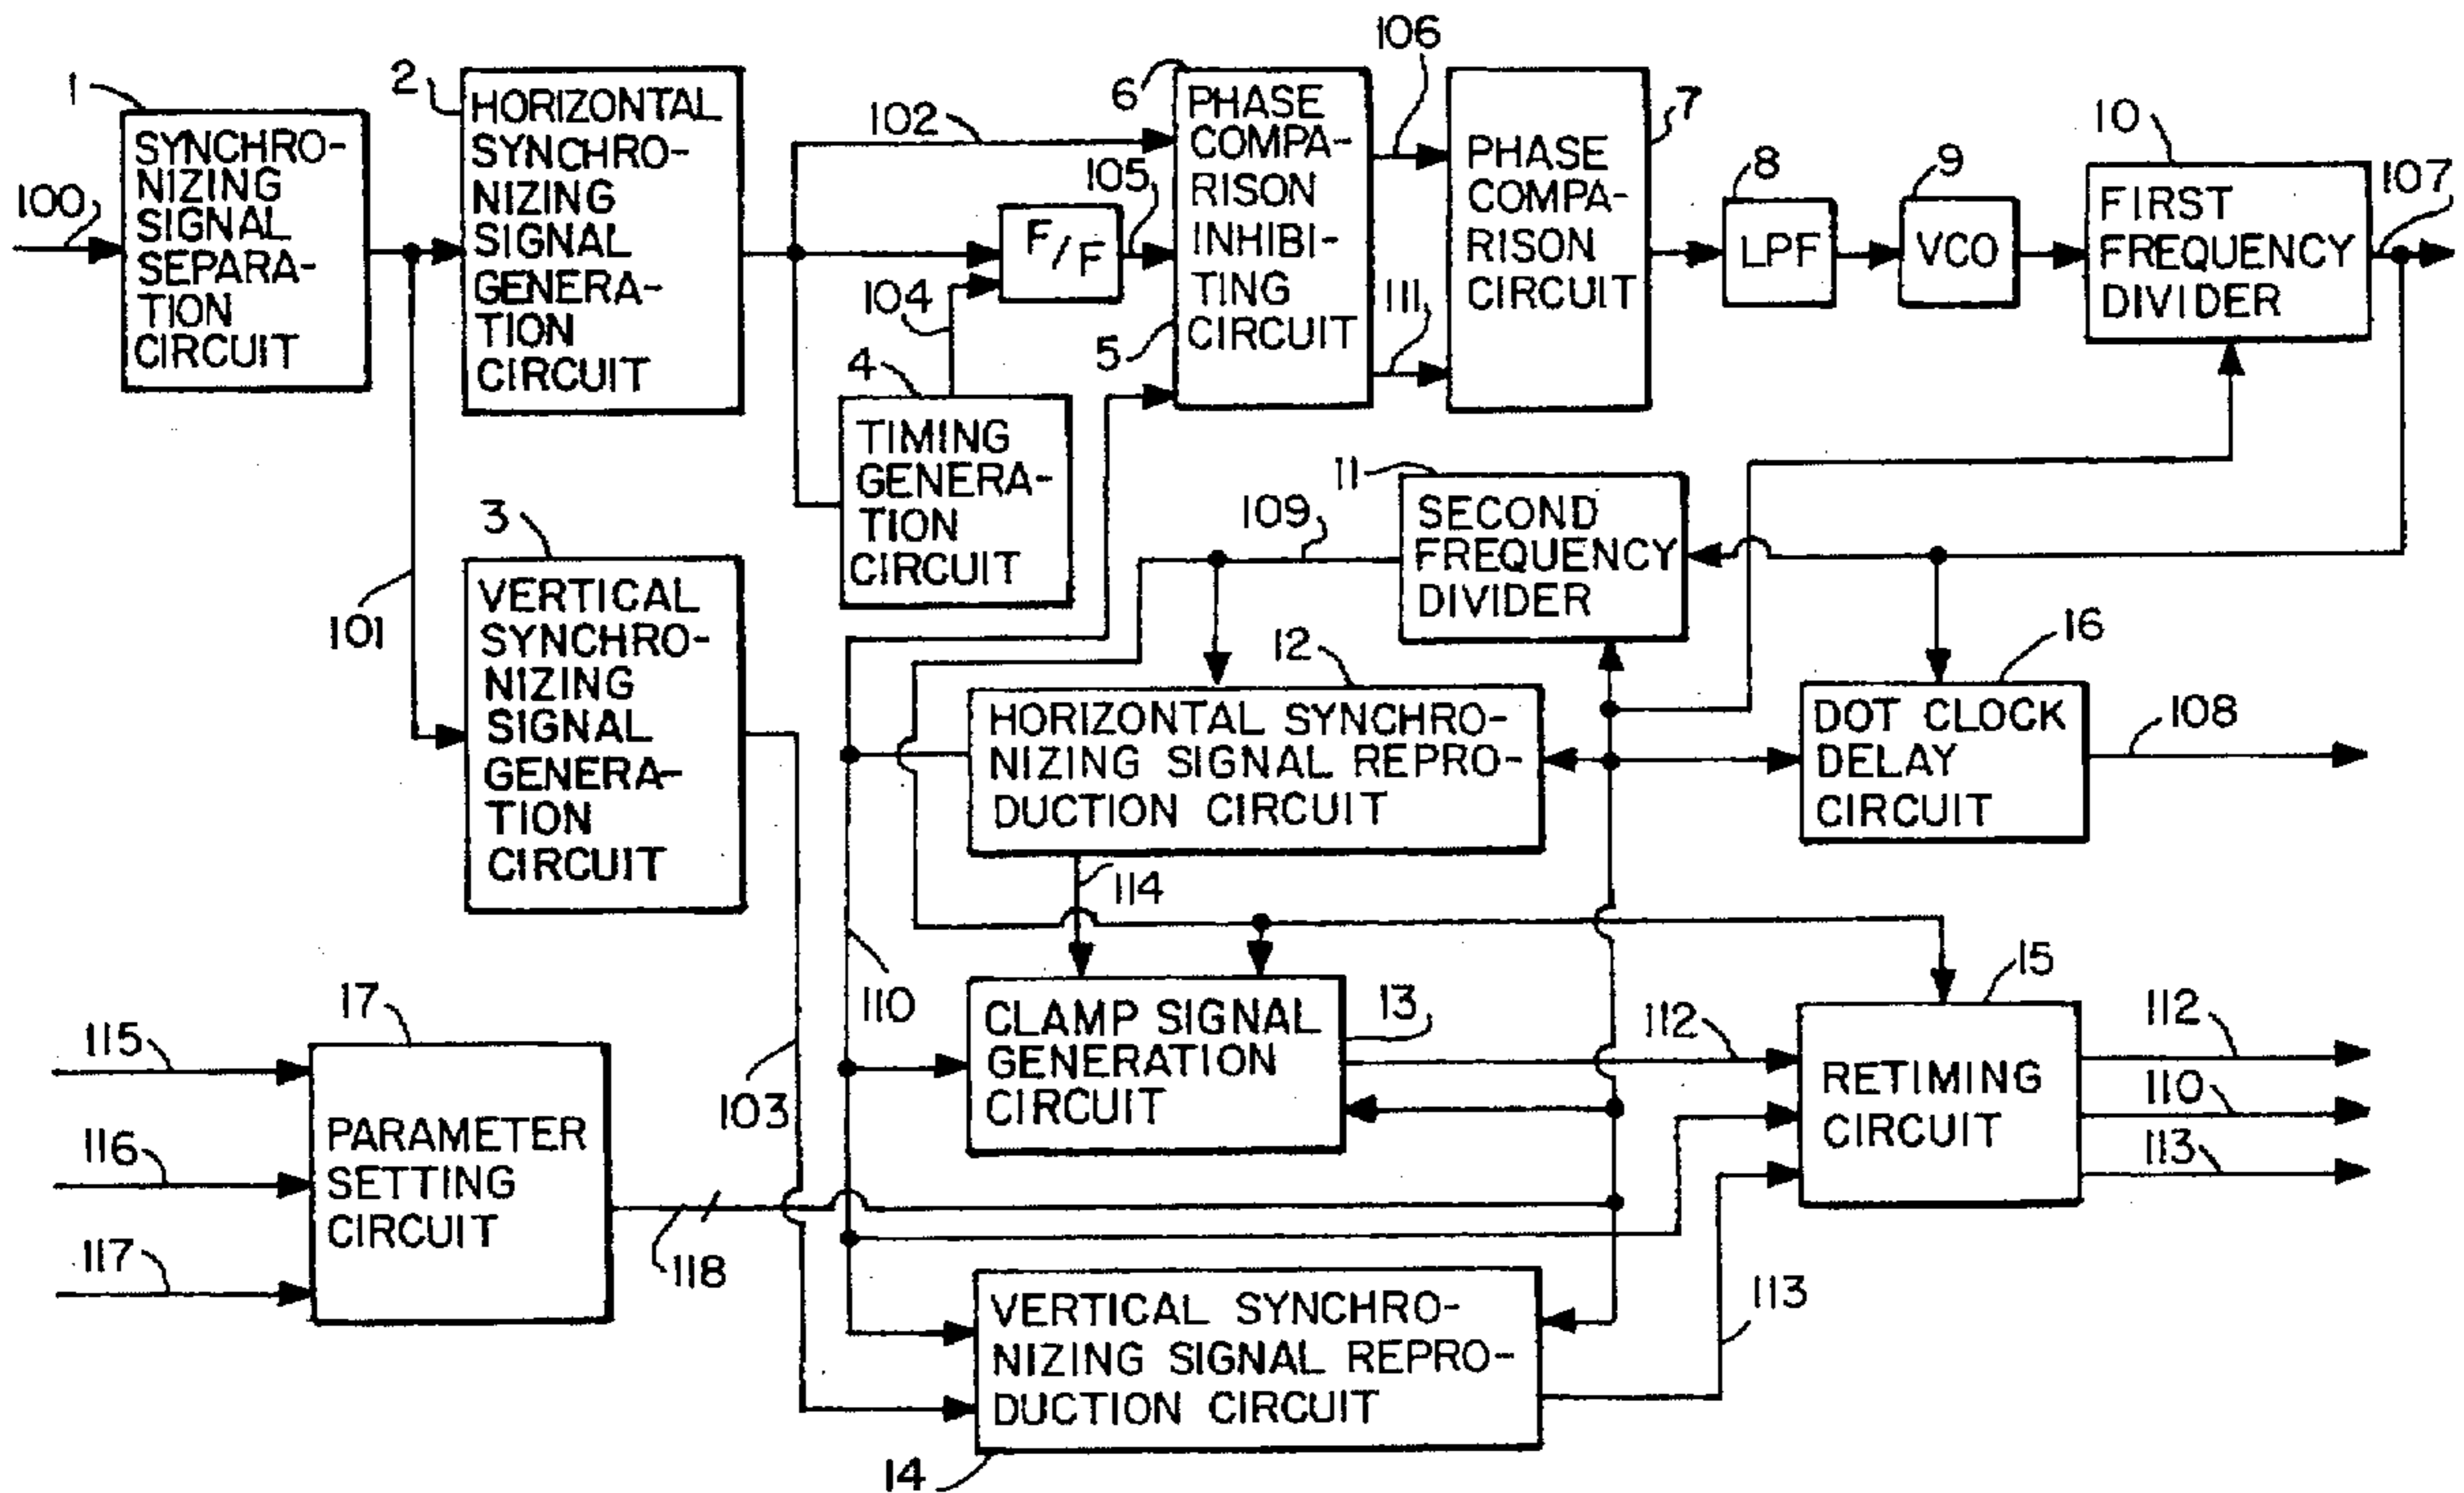 1
SYNCHRO-
NIZING
SIGNAL
SEPARA-
TION
CIRCUIT
100
2
HORIZONTAL
SYNCHRO-
NIZING
SIGNAL
GENERA-
TION
CIRCUIT
102
105
F/F
104
4
TIMING
GENERA-
TION
CIRCUIT
6
5
PHASE
COMPA-
RISON
INHIBI-
TING
CIRCUIT
106
111
7
PHASE
COMPA-
RISON
CIRCUIT
8
LPF
9
VCO
10
FIRST
FREQUENCY
DIVIDER
107
101
3
VERTICAL
SYNCHRO-
NIZING
SIGNAL
GENERA-
TION
CIRCUIT
103
109
11
SECOND
FREQUENCY
DIVIDER
12
HORIZONTAL SYNCHRO-
NIZING SIGNAL REPRO-
DUCTION CIRCUIT
16
DOT CLOCK
DELAY
CIRCUIT
108
114
110
13
CLAMP SIGNAL
GENERATION
CIRCUIT
112
15
RETIMING
CIRCUIT
112
110
113
17
115
116
117
PARAMETER
SETTING
CIRCUIT
118
VERTICAL SYNCHRO-
NIZING SIGNAL REPRO-
DUCTION CIRCUIT
14
113